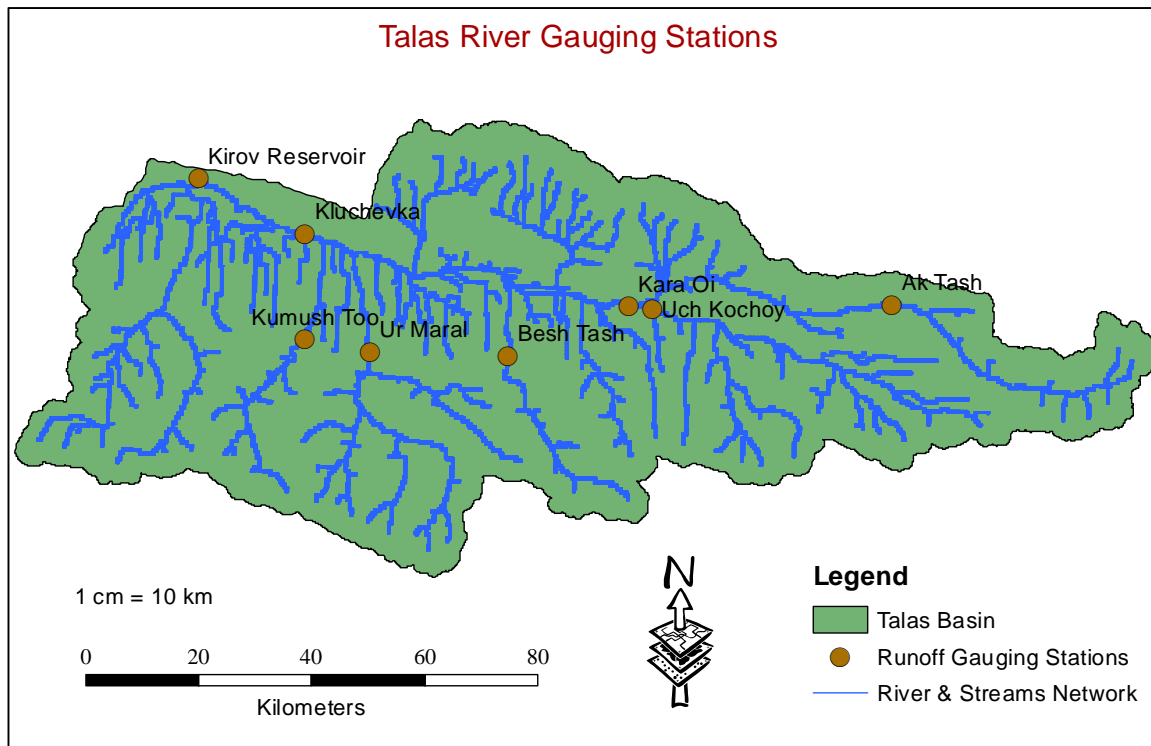 Talas River Gauging Stations
Kirov Reservoir
Kluchevka
Kara Oi
Ak Tash
Uch Kochoy
Kumush Too
Ur Maral
Besh Tash
N
1 cm = 10 km
0 20 40 60 80
Kilometers
Legend
Talas Basin
Runoff Gauging Stations
River & Streams Network